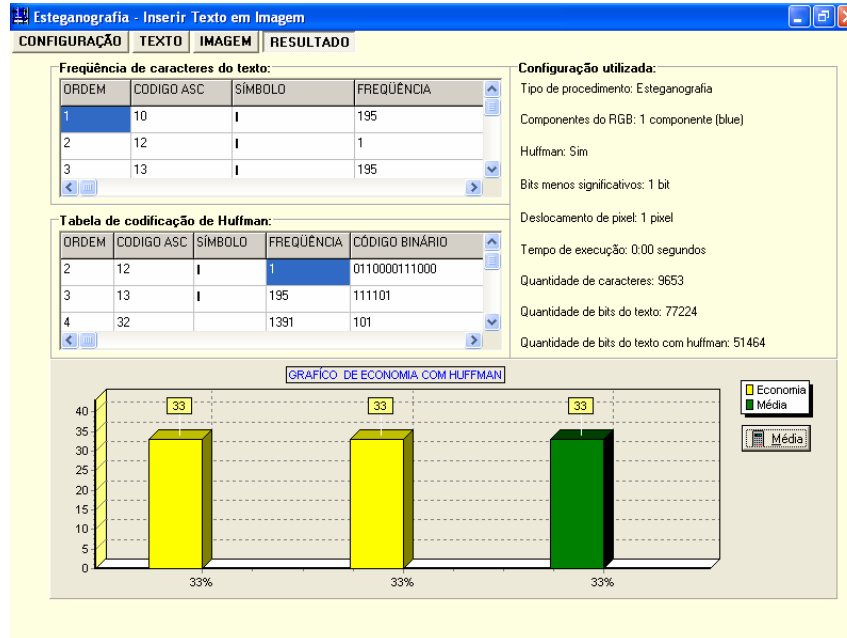 Esteganografia - Inserir Texto em Imagem
CONFIGURAÇÃO TEXTO IMAGEM RESULTADO
Freqüência de caracteres do texto:
ORDEM CODIGO ASC SÍMBOLO FREQÜÊNCIA
1 10 I 195
2 12 I 1
3 13 I 195
Tabela de codificação de Huffman:
ORDEM CODIGO ASC SÍMBOLO FREQÜÊNCIA CÓDIGO BINÁRIO
2 12 I 1 0110000111000
3 13 I 195 111101
4 32 1391 101
Configuração utilizada:
Tipo de procedimento: Esteganografia
Componentes do RGB: 1 componente (blue)
Huffman: Sim
Bits menos significativos: 1 bit
Deslocamento de pixel: 1 pixel
Tempo de execução: 0:00 segundos
Quantidade de caracteres: 9653
Quantidade de bits do texto: 77224
Quantidade de bits do texto com huffman: 51464
GRAFÍCO DE ECONOMIA COM HUFFMAN
40
35
30
25
20
15
10
5
0
33 33 33
33% 33% 33%
Economia
Média
Média